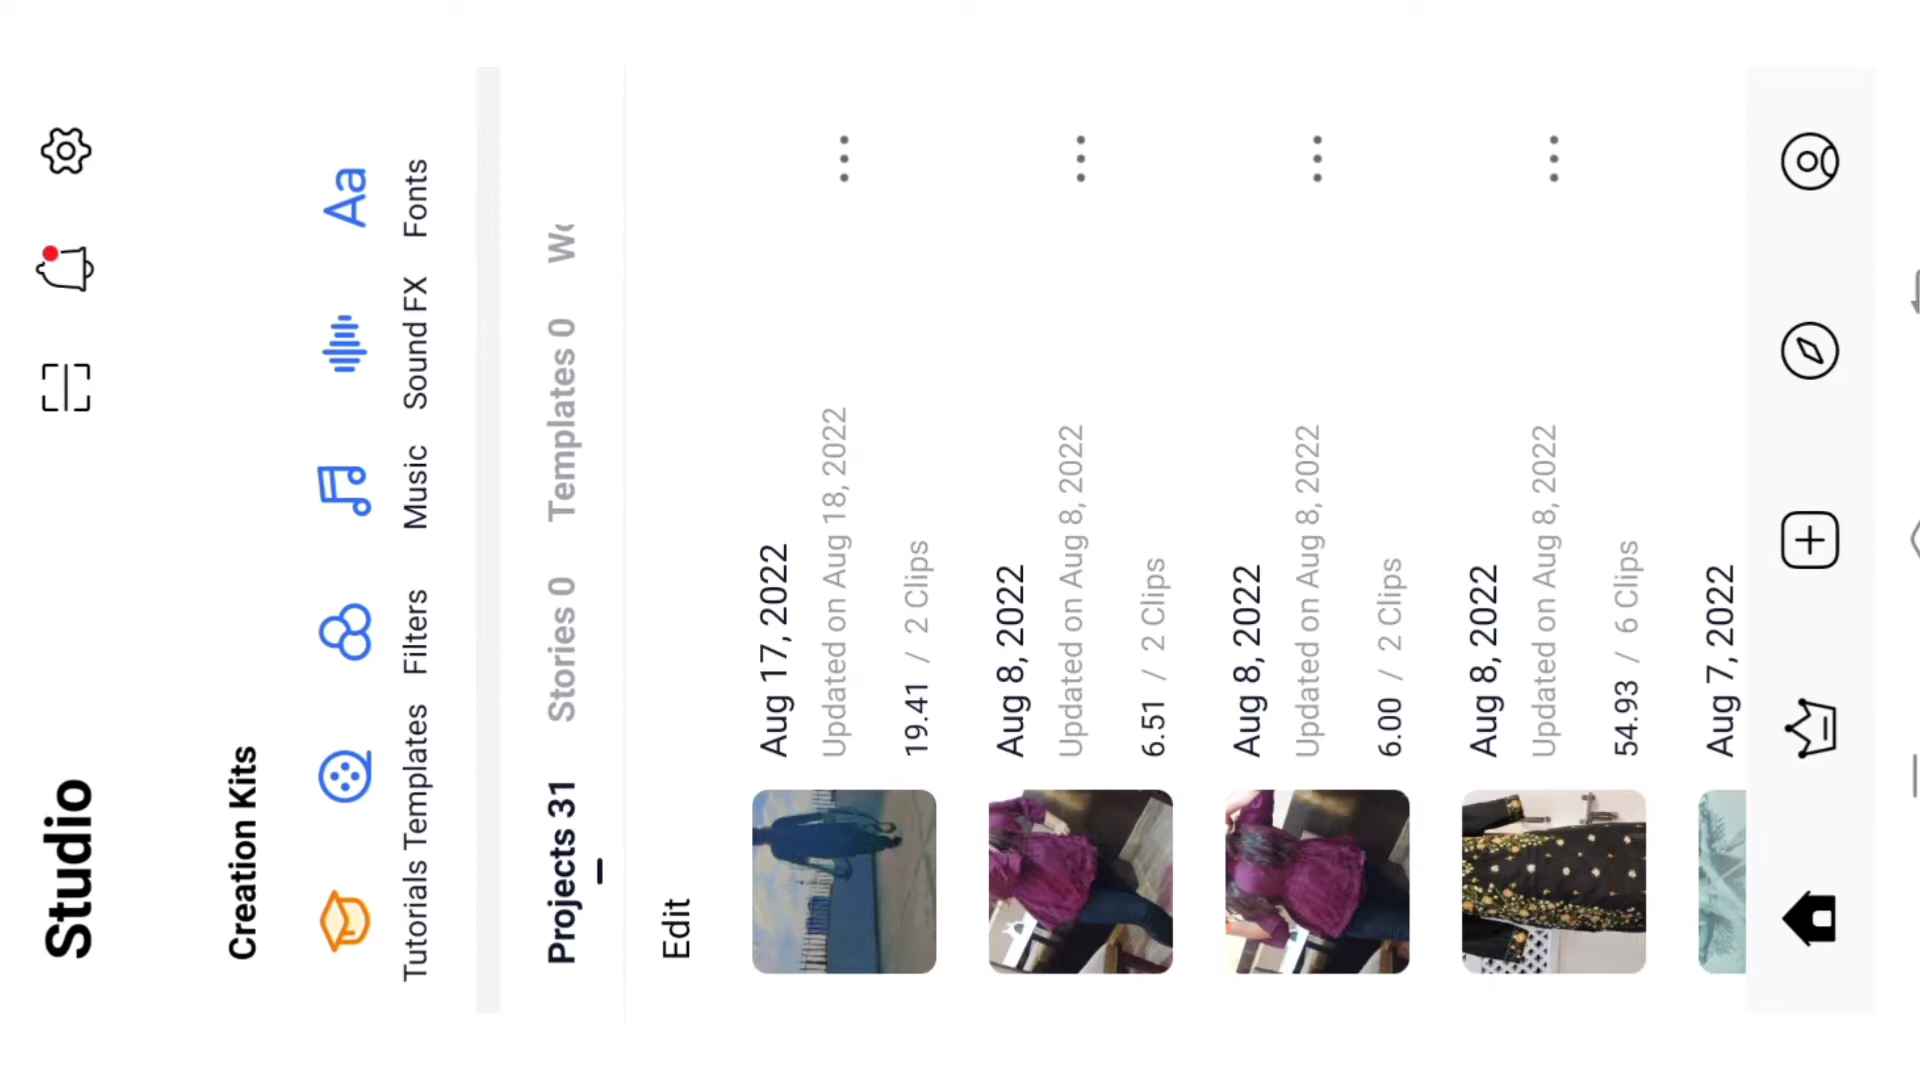 Studio
Creation Kits
Tutorials Templates Filters Music Sound FX Fonts
Projects 31 Stories 0 Templates 0
Edit
Aug 17, 2022
Updated on Aug 18, 2022
19.41 / 2 Clips
Aug 8, 2022
Updated on Aug 8, 2022
6.51 / 2 Clips
Aug 8, 2022
Updated on Aug 8, 2022
6.00 / 2 Clips
Aug 8, 2022
Updated on Aug 8, 2022
54.93 / 6 Clips
Aug 7, 2022